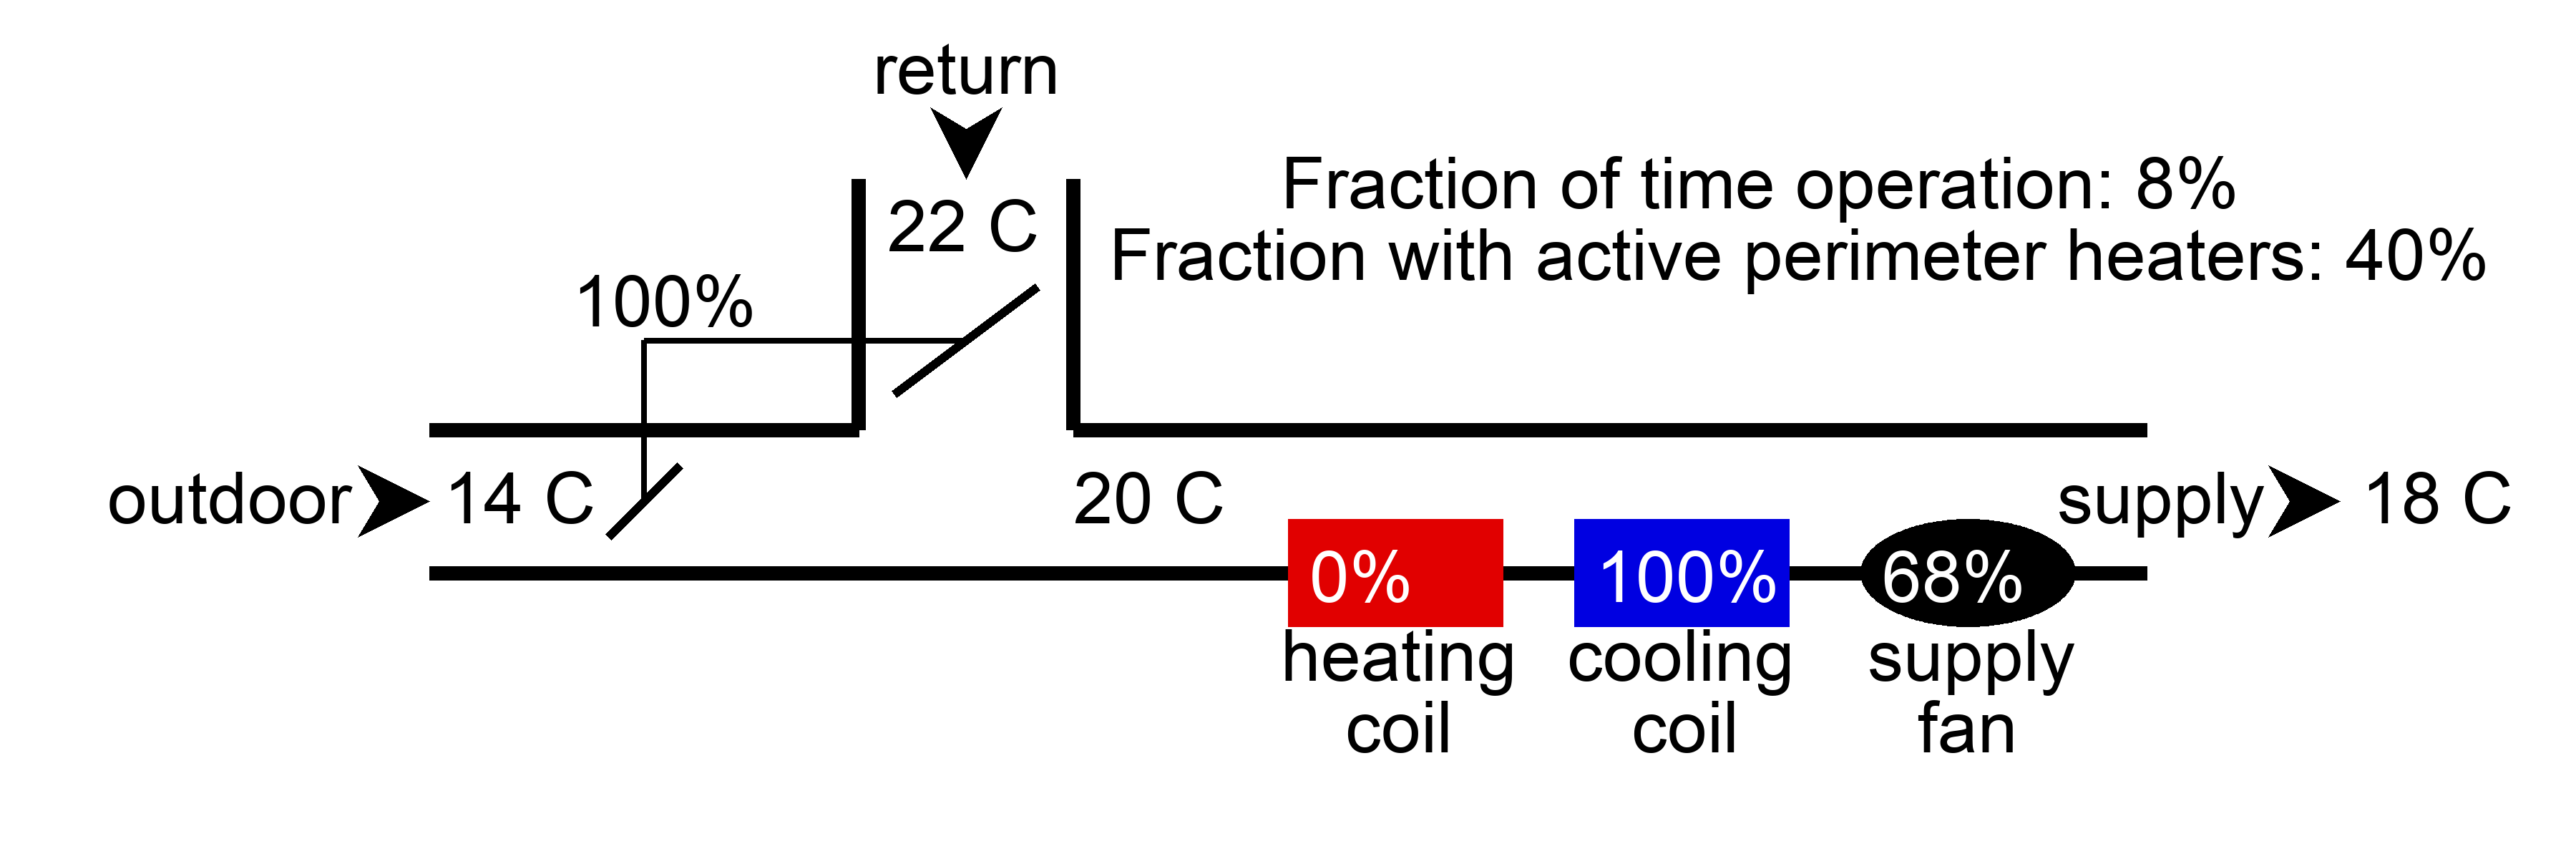 return
22 C
Fraction of time operation: 8%
Fraction with active perimeter heaters: 40%
100%
outdoor
14 C
20 C
supply
18 C
0%
100%
68%
heating
coil
cooling
coil
supply
fan